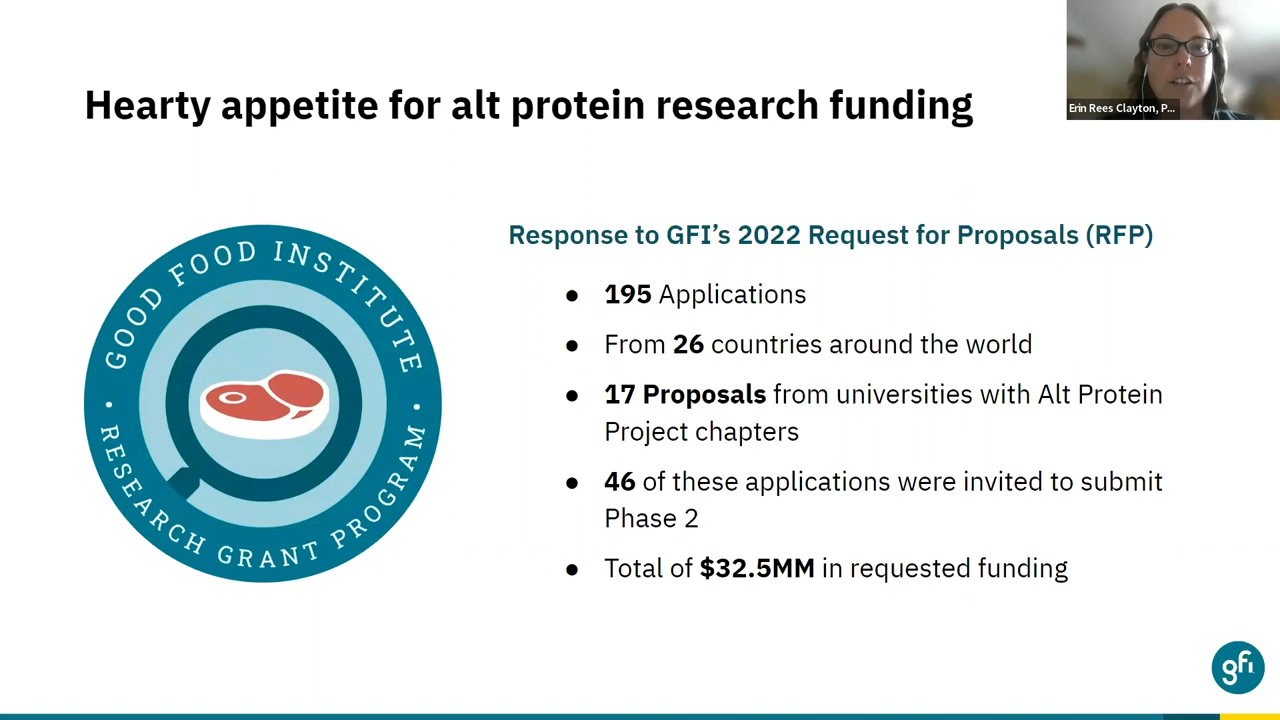 Hearty appetite for alt protein research funding
Erin Rees Clayton, P...
GOOD FOOD INSTITUTE
• RESEARCH GRANT PROGRAM •
Response to GFI’s 2022 Request for Proposals (RFP)
● 195 Applications
● From 26 countries around the world
● 17 Proposals from universities with Alt Protein
Project chapters
● 46 of these applications were invited to submit
Phase 2
● Total of $32.5MM in requested funding
gfi